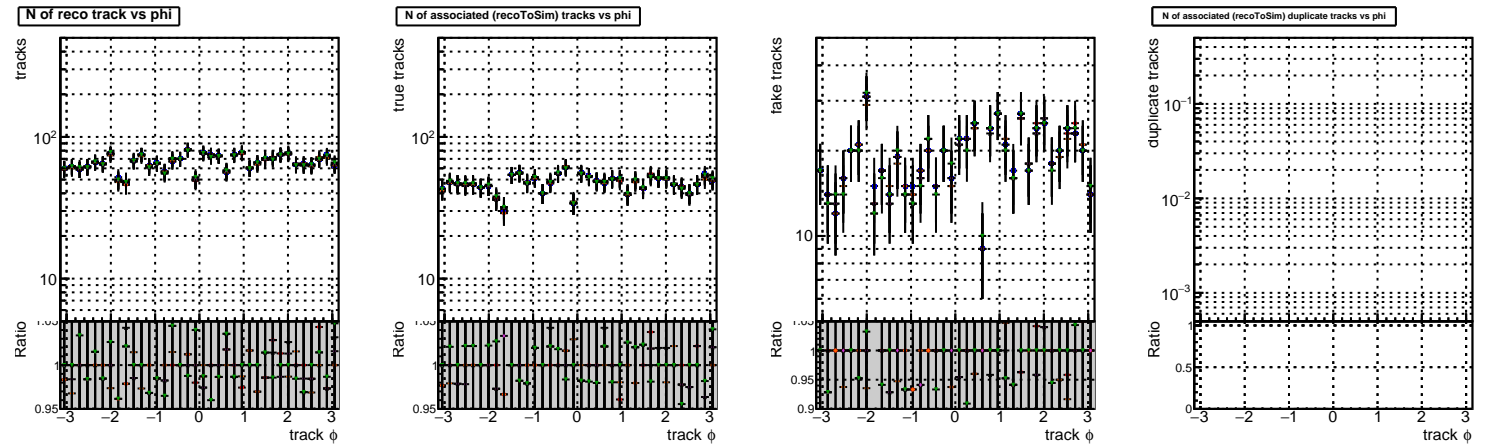 N of reco track vs phi
tracks
10²
10
Ratio
1.05
1
0.95
−3 −2 −1 0 1 2 3
track ϕ
N of associated (recoToSim) tracks vs phi
true tracks
10²
10
Ratio
1.05
1
0.95
−3 −2 −1 0 1 2 3
track ϕ
fake tracks
10
Ratio
1
0.95
0.9
−3 −2 −1 0 1 2 3
track ϕ
N of associated (recoToSim) duplicate tracks vs phi
duplicate tracks
10⁻¹
10⁻²
10⁻³
Ratio
1
0.5
0
−3 −2 −1 0 1 2 3
track ϕ